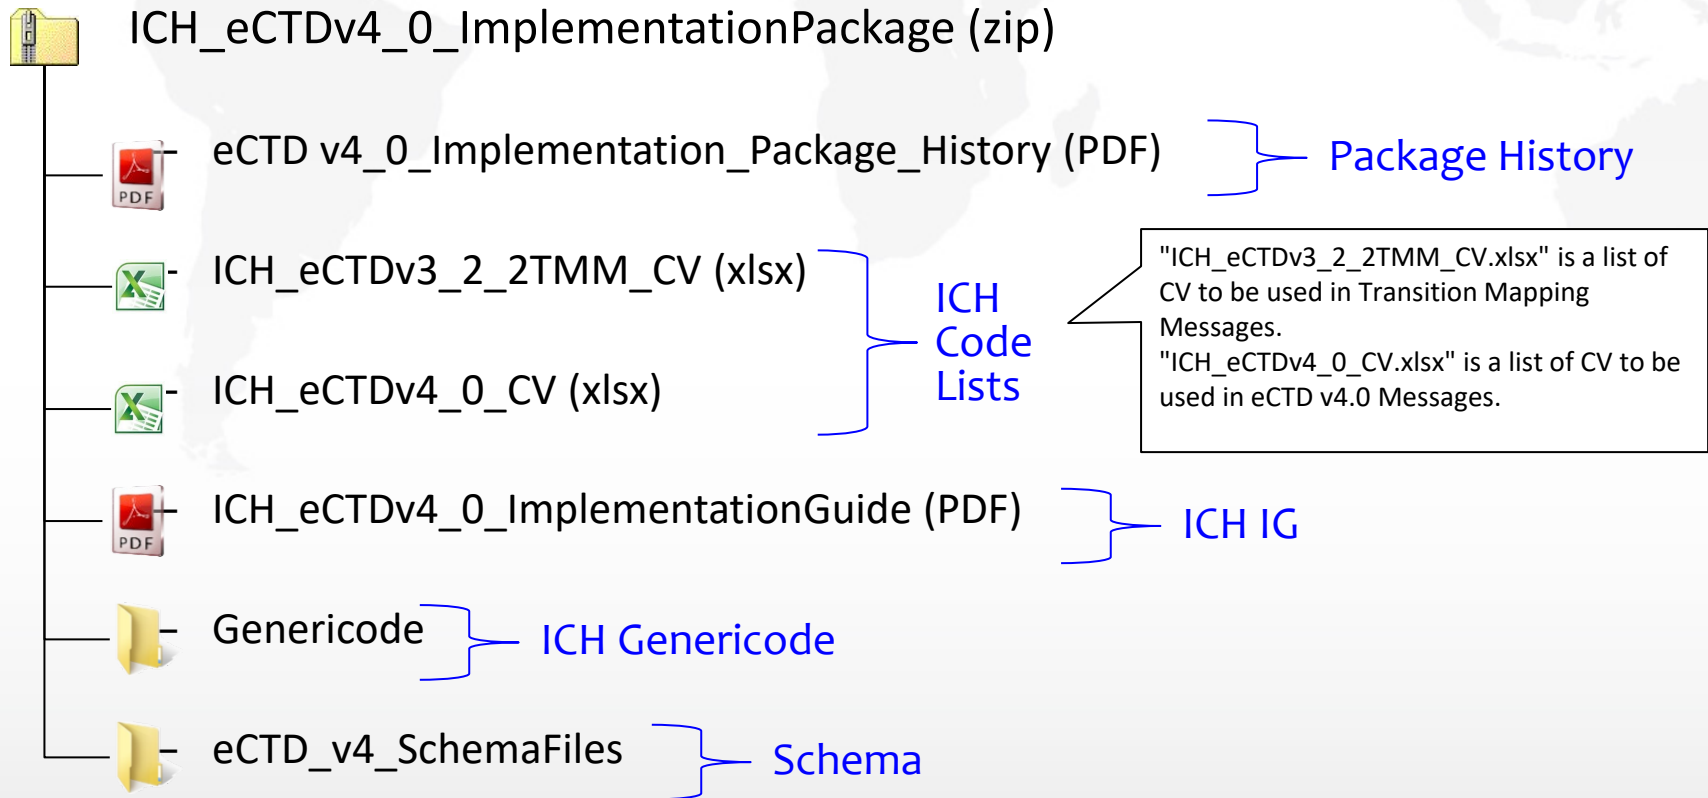 ICH_eCTDv4_0_ImplementationPackage (zip)
eCTD v4_0_Implementation_Package_History (PDF)
Package History
PDF
ICH_eCTDv3_2_2TMM_CV (xlsx)
ICH_eCTDv4_0_CV (xlsx)
ICH
Code
Lists
"ICH_eCTDv3_2_2TMM_CV.xlsx" is a list of
CV to be used in Transition Mapping
Messages.
"ICH_eCTDv4_0_CV.xlsx" is a list of CV to be
used in eCTD v4.0 Messages.
ICH_eCTDv4_0_ImplementationGuide (PDF)
ICH IG
PDF
Genericode
ICH Genericode
eCTD_v4_SchemaFiles
Schema